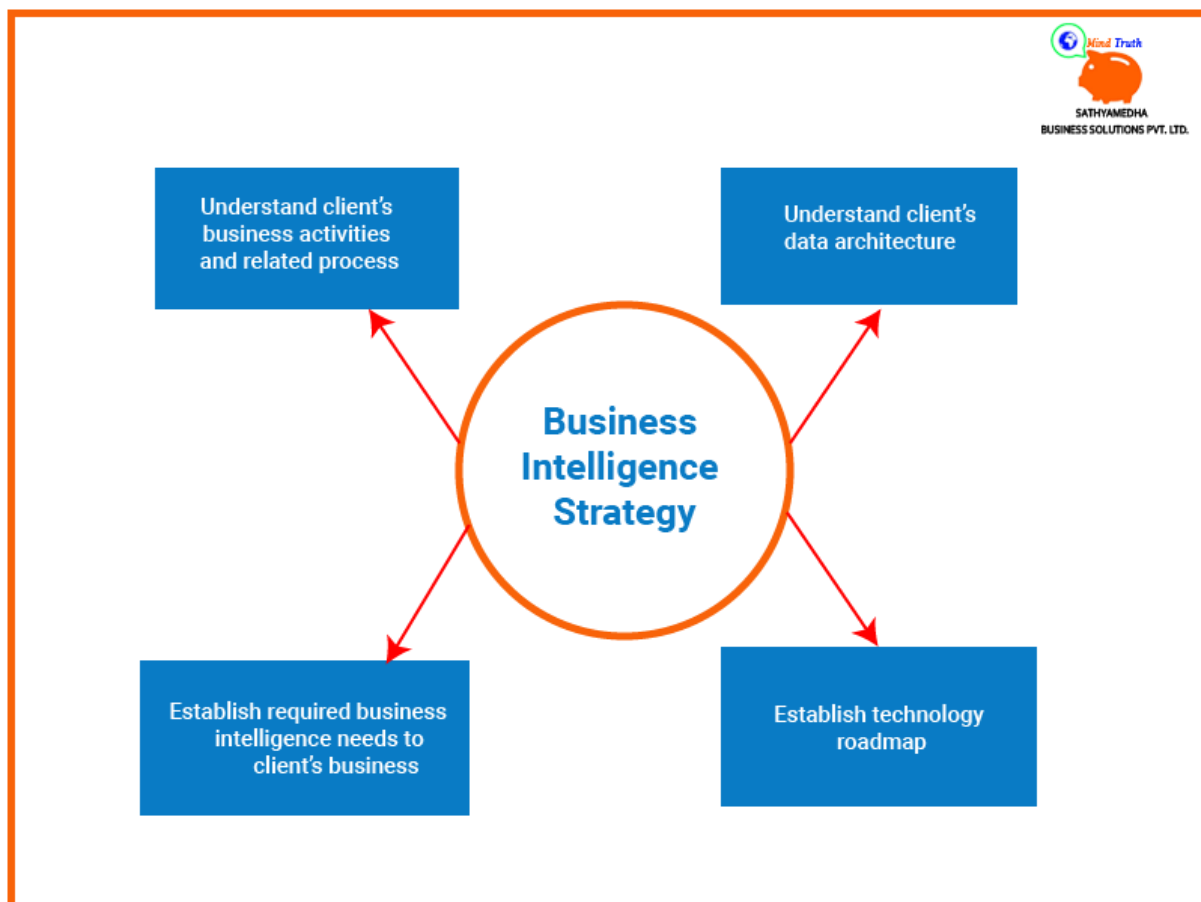 Mind Truth
SATHYAMEDHA
BUSINESS SOLUTIONS PVT. LTD.
Understand client's
business activities
and related process
Understand client's
data architecture
Business
Intelligence
Strategy
Establish required business
intelligence needs to
client's business
Establish technology
roadmap